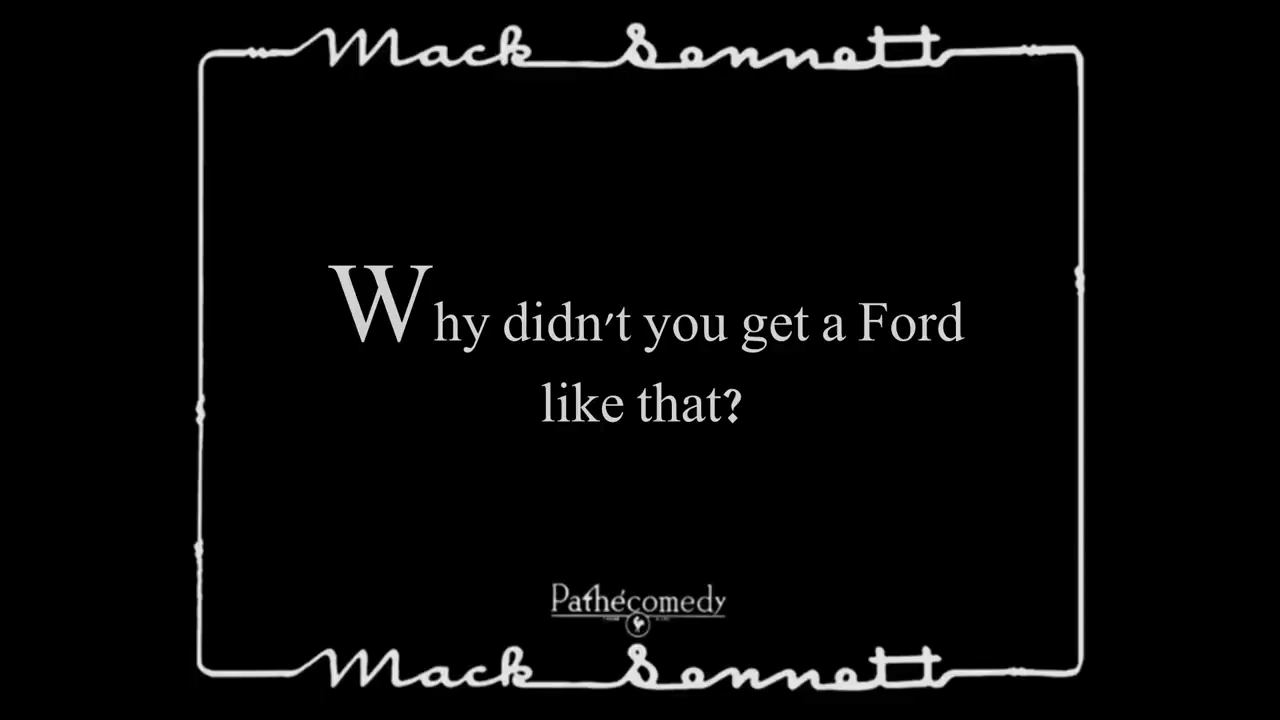 Mack Sennett
Why didn't you get a Ford
like that?
Pathécomedy
Mack Sennett